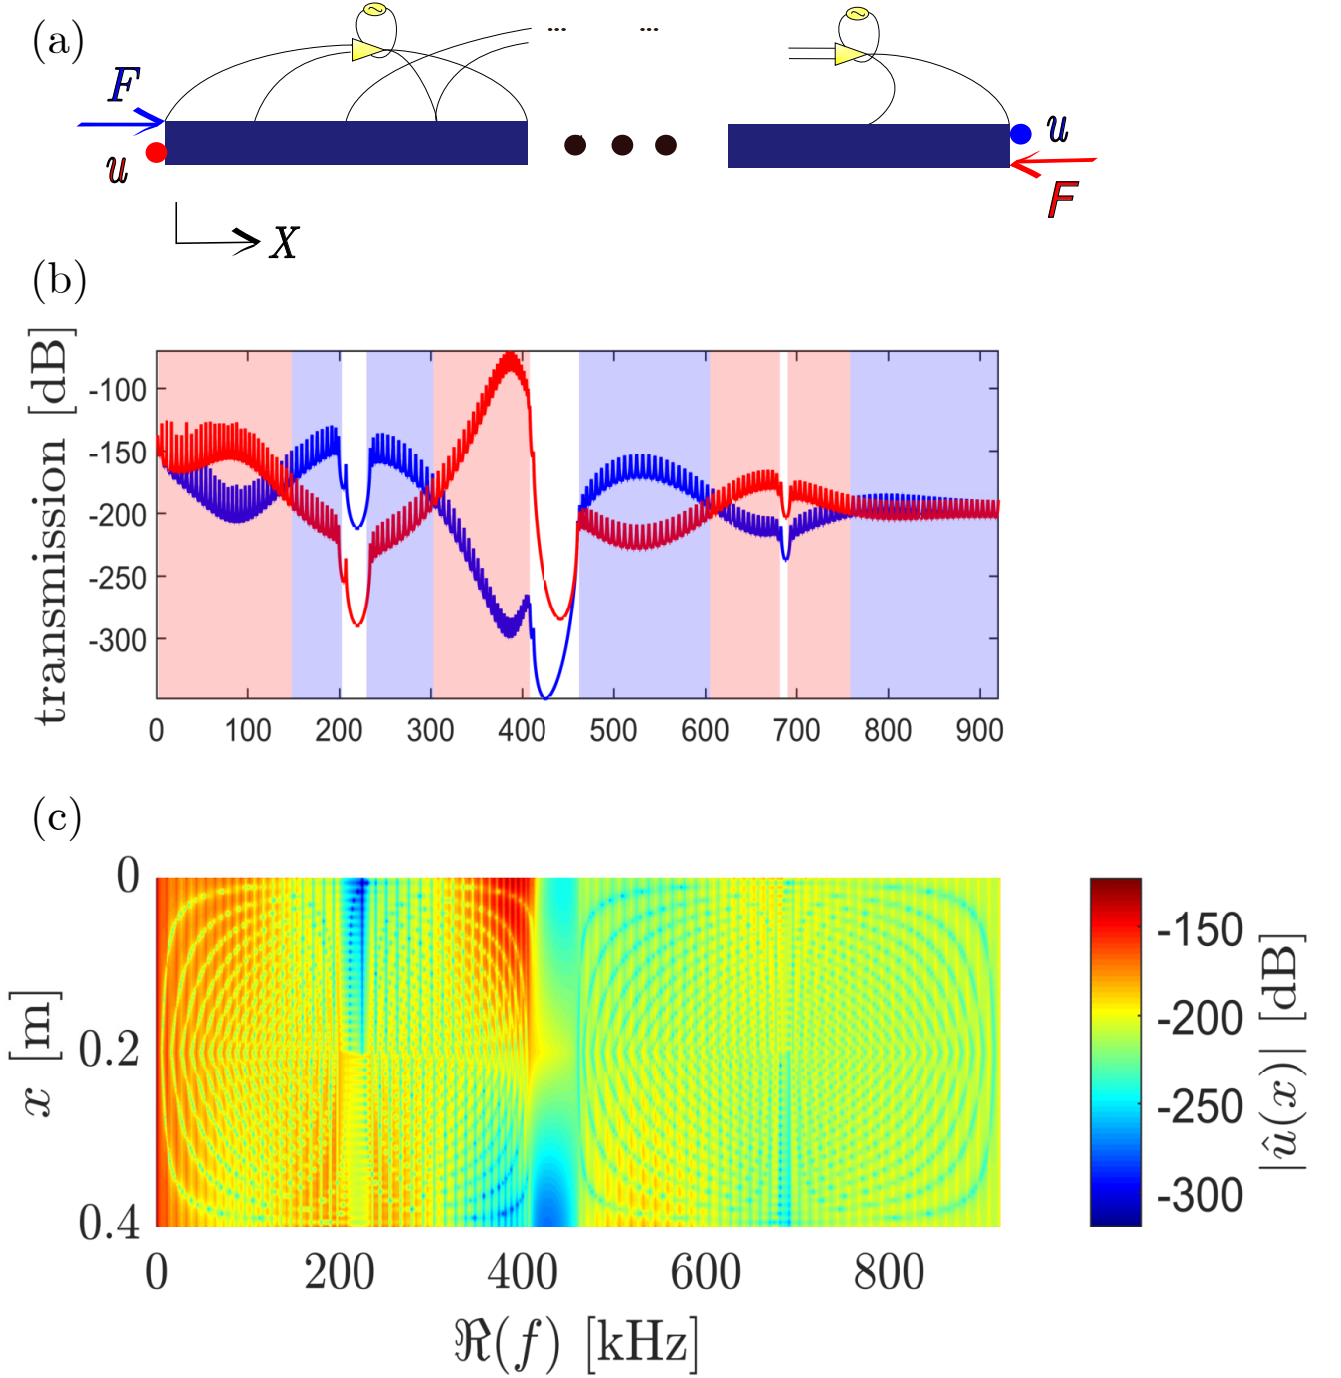 (a)
... ...
F
u
u
F
X
(b)
transmission [dB]
-100
-150
-200
-250
-300
0 100 200 300 400 500 600 700 800 900
(c)
x [m]
0
0.2
0.4
0 200 400 600 800
ℜ(f) [kHz]
-150
-200
-250
-300
|û(x)| [dB]